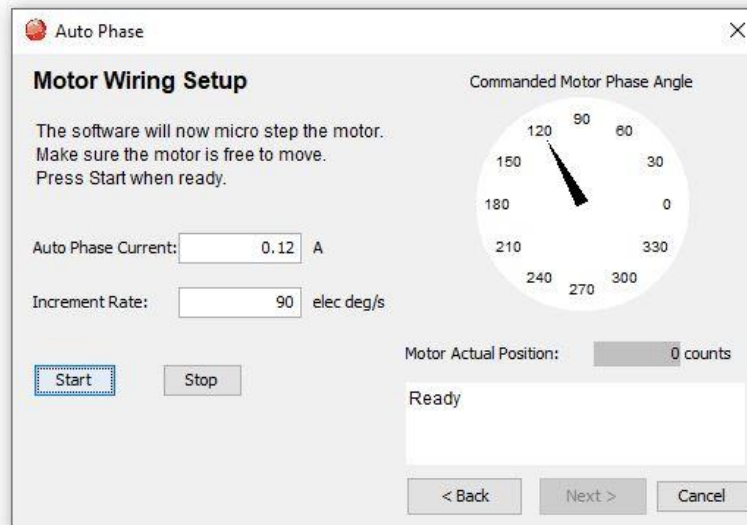 Auto Phase
Motor Wiring Setup
The software will now micro step the motor.
Make sure the motor is free to move.
Press Start when ready.
Auto Phase Current: 0.12 A
Increment Rate: 90 elec deg/s
Start Stop
Commanded Motor Phase Angle
90
120 60
150 30
180 0
210 330
240 300
270
Motor Actual Position: 0 counts
Ready
< Back Next > Cancel